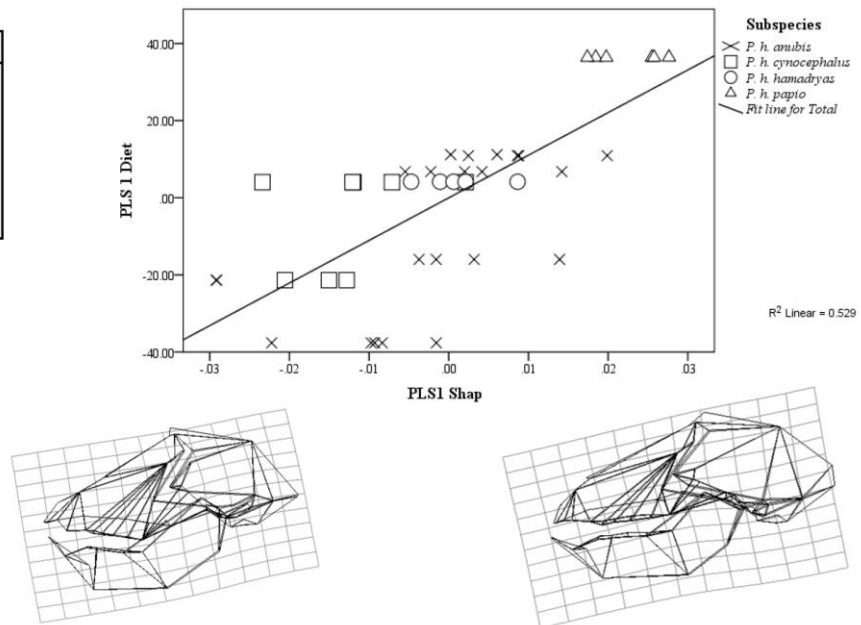 Subspecies
P. h. anubis
P. h. cynocephalus
P. h. hamadryas
P. h. papio
Fit line for Total
PLS 1 Diet
40.00
20.00
.00
-20.00
-40.00
-.03 -.02 -.01 .00 .01 .02 .03
PLS1 Shap
R² Linear = 0.529